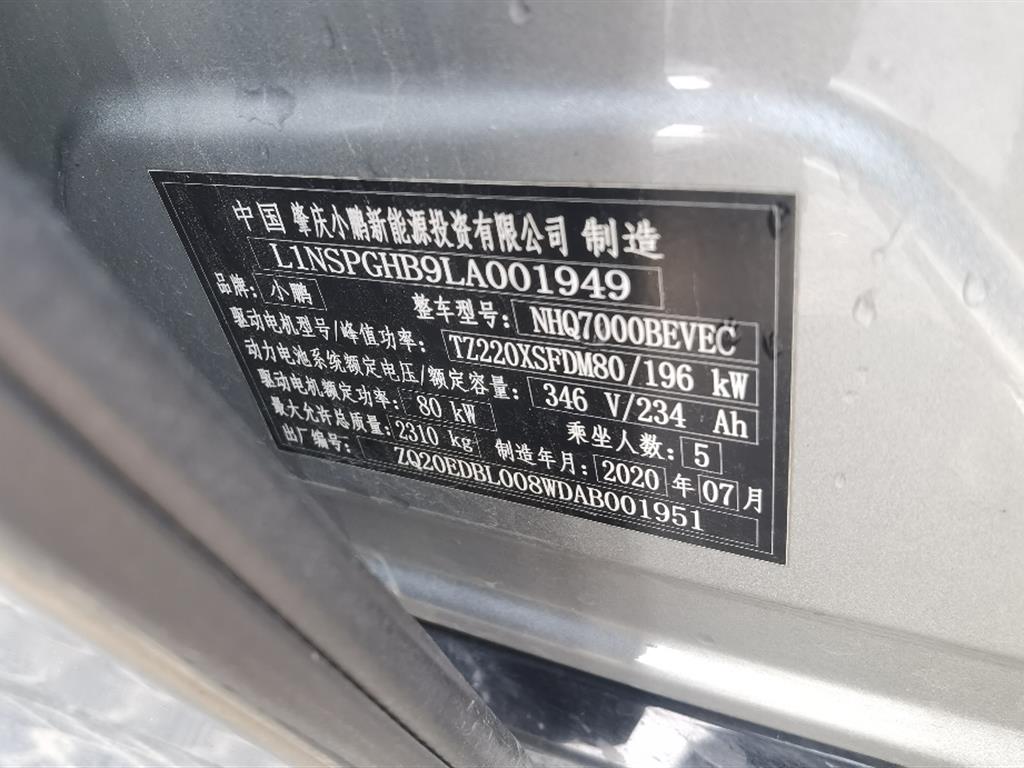 中国 肇庆小鹏新能源投资有限公司 制造
L1NSPGHB9LA001949
品牌: 小鹏 整车型号: NHQ7000BEVEC
驱动电机型号/峰值功率: TZ220XSFDM80/196 kW
动力电池系统额定电压/额定容量: 346 V/234 Ah
驱动电机额定功率: 80 kW 乘坐人数: 5
最大允许总质量: 2310 kg 制造年月: 2020 年 07 月
出厂编号: ZQ20EDBL008WDAB001951